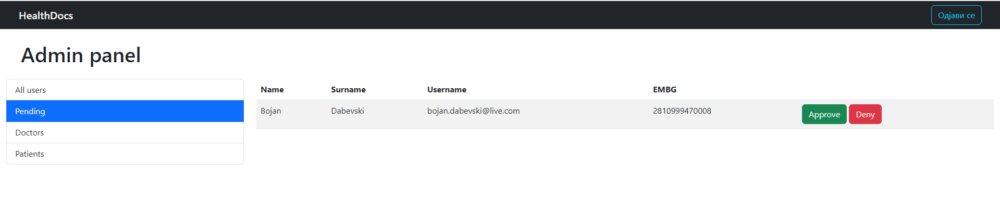 HealthDocs Одјави се
Admin panel
All users
Pending
Doctors
Patients
Name Surname Username EMBG
Bojan Dabevski bojan.dabevski@live.com 2810999470008 Approve Deny